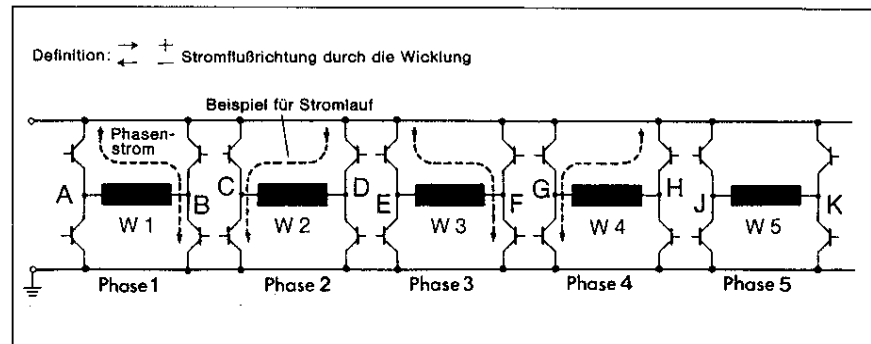 Definition: → + Stromflußrichtung durch die Wicklung
← −
Beispiel für Stromlauf
Phasen-
strom
A B C D E F G H J K
W 1 W 2 W 3 W 4 W 5
Phase 1 Phase 2 Phase 3 Phase 4 Phase 5